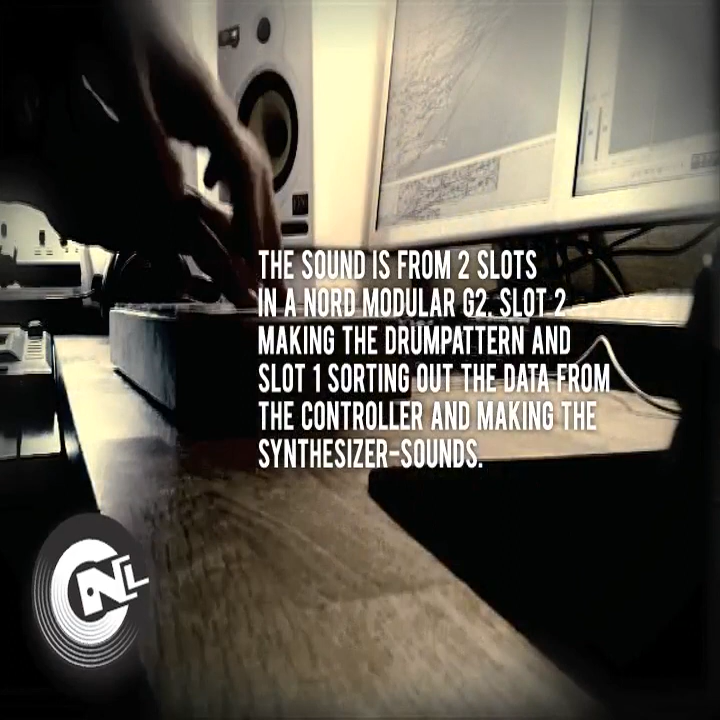 THE SOUND IS FROM 2 SLOTS
IN A NORD MODULAR G2. SLOT 2
MAKING THE DRUMPATTERN AND
SLOT 1 SORTING OUT THE DATA FROM
THE CONTROLLER AND MAKING THE
SYNTHESIZER-SOUNDS.